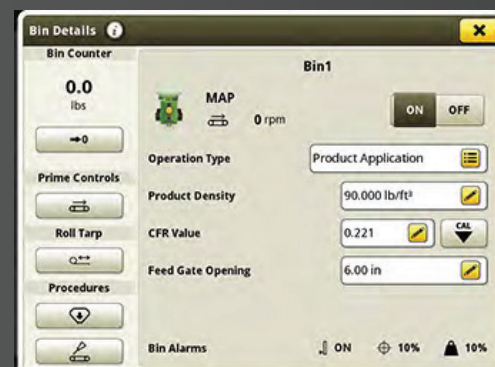 Bin Details i
Bin Counter
0.0
lbs
→0
Prime Controls
Roll Tarp
Procedures
Bin1
MAP
0 rpm
ON OFF
Operation Type Product Application
Product Density 90.000 lb/ft³
CFR Value 0.221 CAL
Feed Gate Opening 6.00 in
Bin Alarms ON 10% 10%